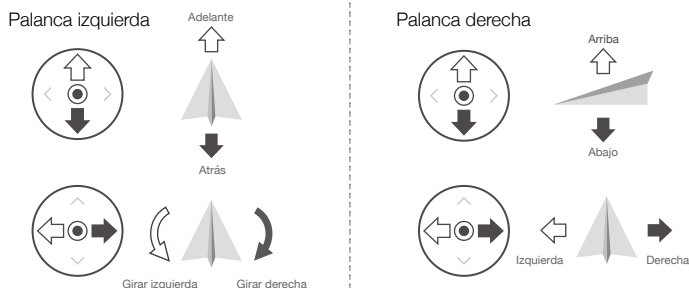 Palanca izquierda
Adelante
Atrás
Girar izquierda
Girar derecha
Palanca derecha
Arriba
Abajo
Izquierda
Derecha